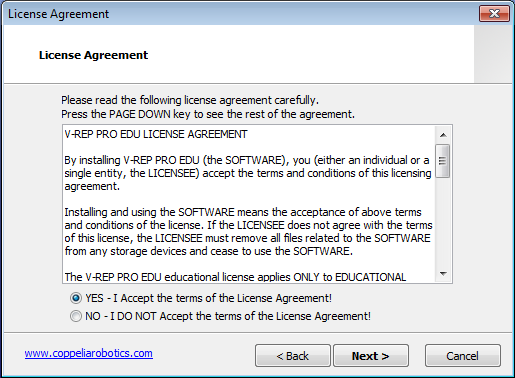 License Agreement
License Agreement
Please read the following license agreement carefully.
Press the PAGE DOWN key to see the rest of the agreement.
V-REP PRO EDU LICENSE AGREEMENT
By installing V-REP PRO EDU (the SOFTWARE), you (either an individual or a
single entity, the LICENSEE) accept the terms and conditions of this licensing
agreement.
Installing and using the SOFTWARE means the acceptance of above terms
and conditions of the license. If the LICENSEE does not agree with the terms
of this license, the LICENSEE must remove all files related to the SOFTWARE
from any storage devices and cease to use the SOFTWARE.
The V-REP PRO EDU educational license applies ONLY to EDUCATIONAL
YES - I Accept the terms of the License Agreement!
NO - I DO NOT Accept the terms of the License Agreement!
www.coppeliarobotics.com
< Back
Next >
Cancel